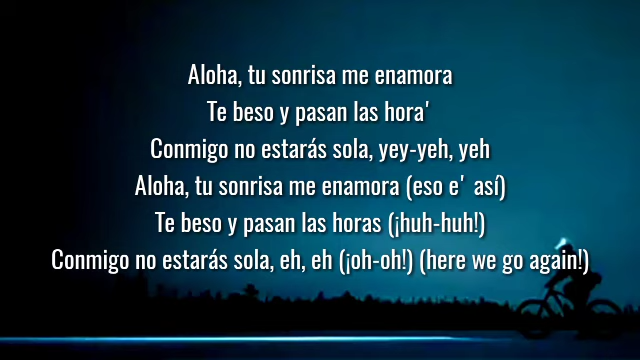 Aloha, tu sonrisa me enamora
Te beso y pasan las hora'
Conmigo no estarás sola, yey-yeh, yeh
Aloha, tu sonrisa me enamora (eso e' así)
Te beso y pasan las horas (¡huh-huh!)
Conmigo no estarás sola, eh, eh (¡oh-oh!) (here we go again!)